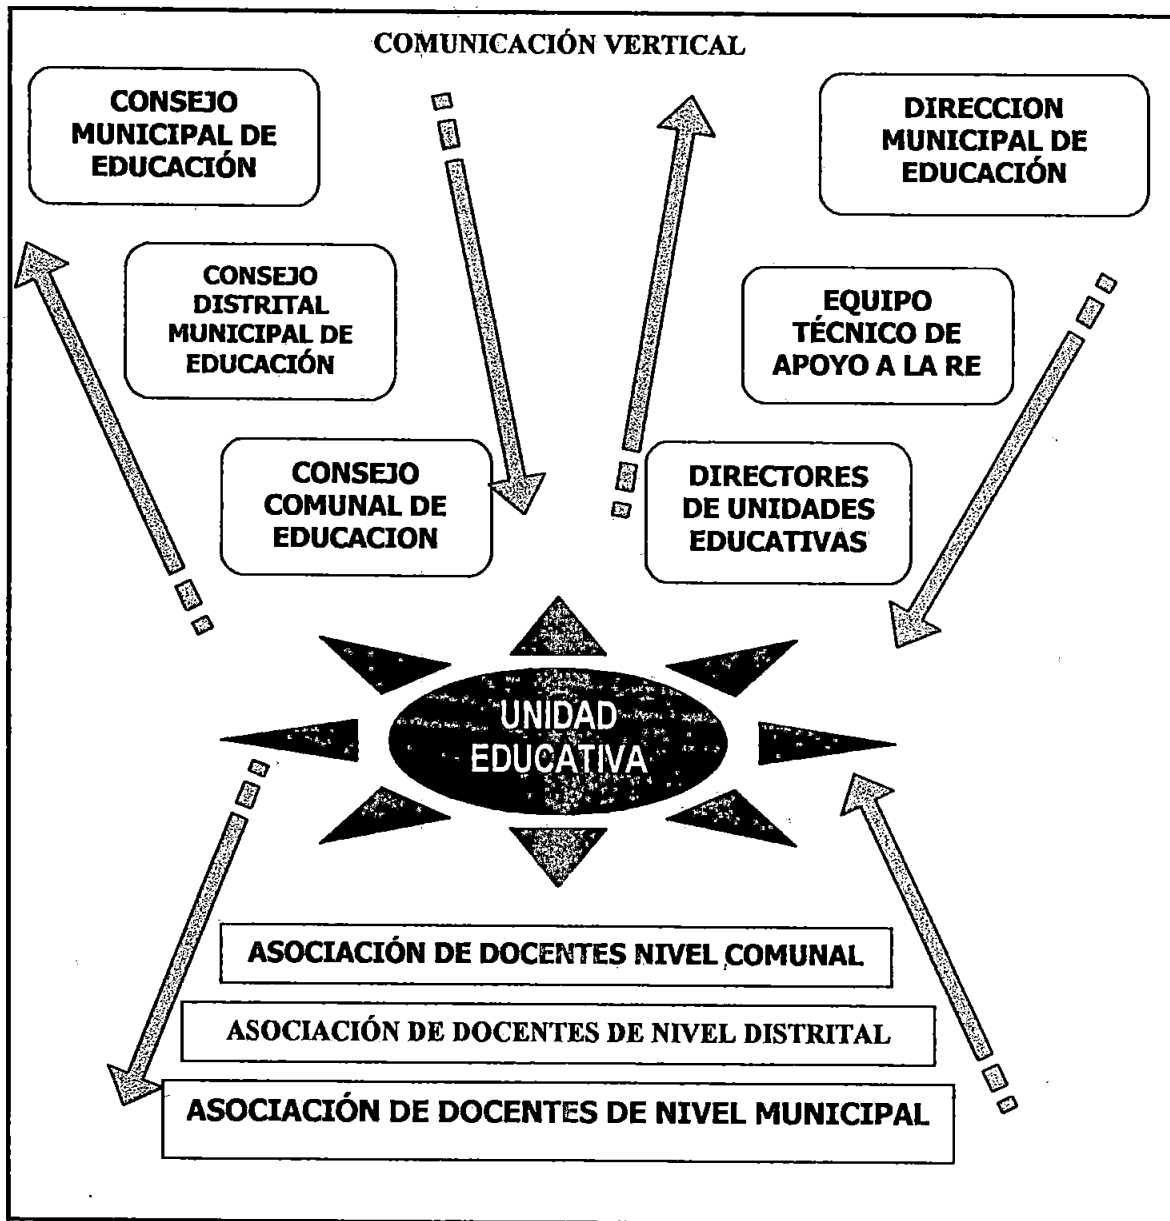 COMUNICACIÓN VERTICAL
CONSEJO
MUNICIPAL DE
EDUCACIÓN
DIRECCION
MUNICIPAL DE
EDUCACIÓN
CONSEJO
DISTRITAL
MUNICIPAL DE
EDUCACIÓN
EQUIPO
TÉCNICO DE
APOYO A LA RE
CONSEJO
COMUNAL DE
EDUCACION
DIRECTORES
DE UNIDADES
EDUCATIVAS
UNIDAD
EDUCATIVA
ASOCIACIÓN DE DOCENTES NIVEL COMUNAL
ASOCIACIÓN DE DOCENTES DE NIVEL DISTRITAL
ASOCIACIÓN DE DOCENTES DE NIVEL MUNICIPAL